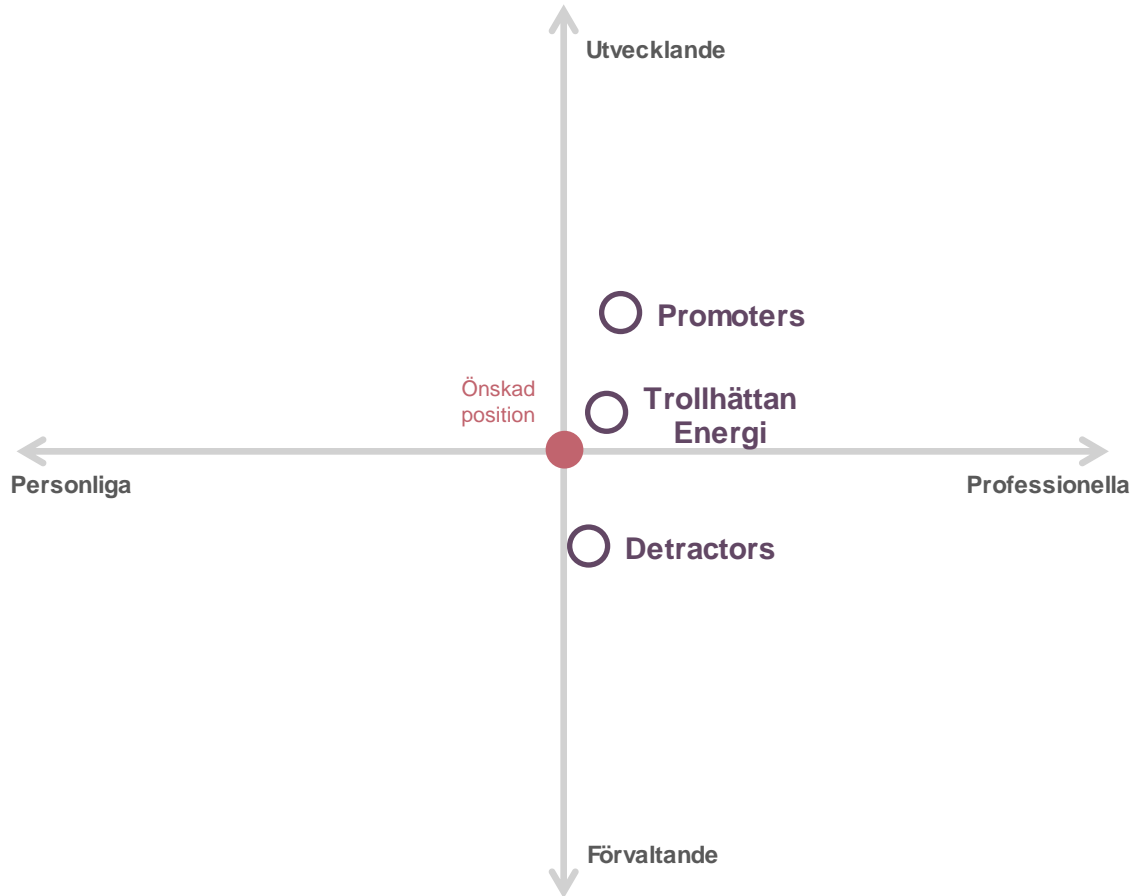 Utvecklande
Promoters
Önskad
position
Trollhättan
Energi
Personliga
Professionella
Detractors
Förvaltande